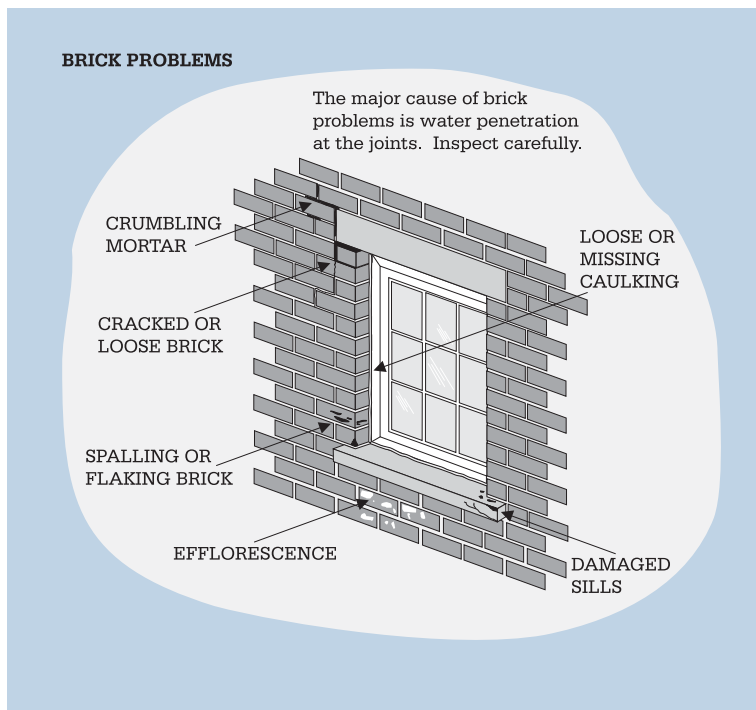 BRICK PROBLEMS
The major cause of brick
problems is water penetration
at the joints.  Inspect carefully.
CRUMBLING
MORTAR
LOOSE OR
MISSING
CAULKING
CRACKED OR
LOOSE BRICK
SPALLING OR
FLAKING BRICK
EFFLORESCENCE
DAMAGED
SILLS